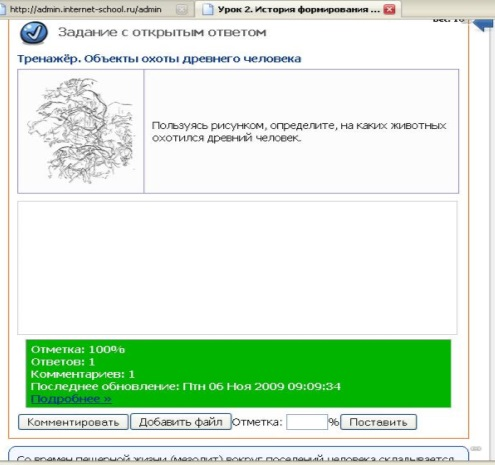 http://admin.internet-school.ru/admin
Урок 2. История формирования ...
Вес: 10
Задание с открытым ответом
Тренажёр. Объекты охоты древнего человека
Пользуясь рисунком, определите, на каких животных
охотился древний человек.
Отметка: 100%
Ответов: 1
Комментариев: 1
Последнее обновление: Птн 06 Ноя 2009 09:09:34
Подробнее »
Комментировать Добавить файл Отметка: % Поставить
Со времен пещерной жизни (мезолит) вокруг поселений человека складывается